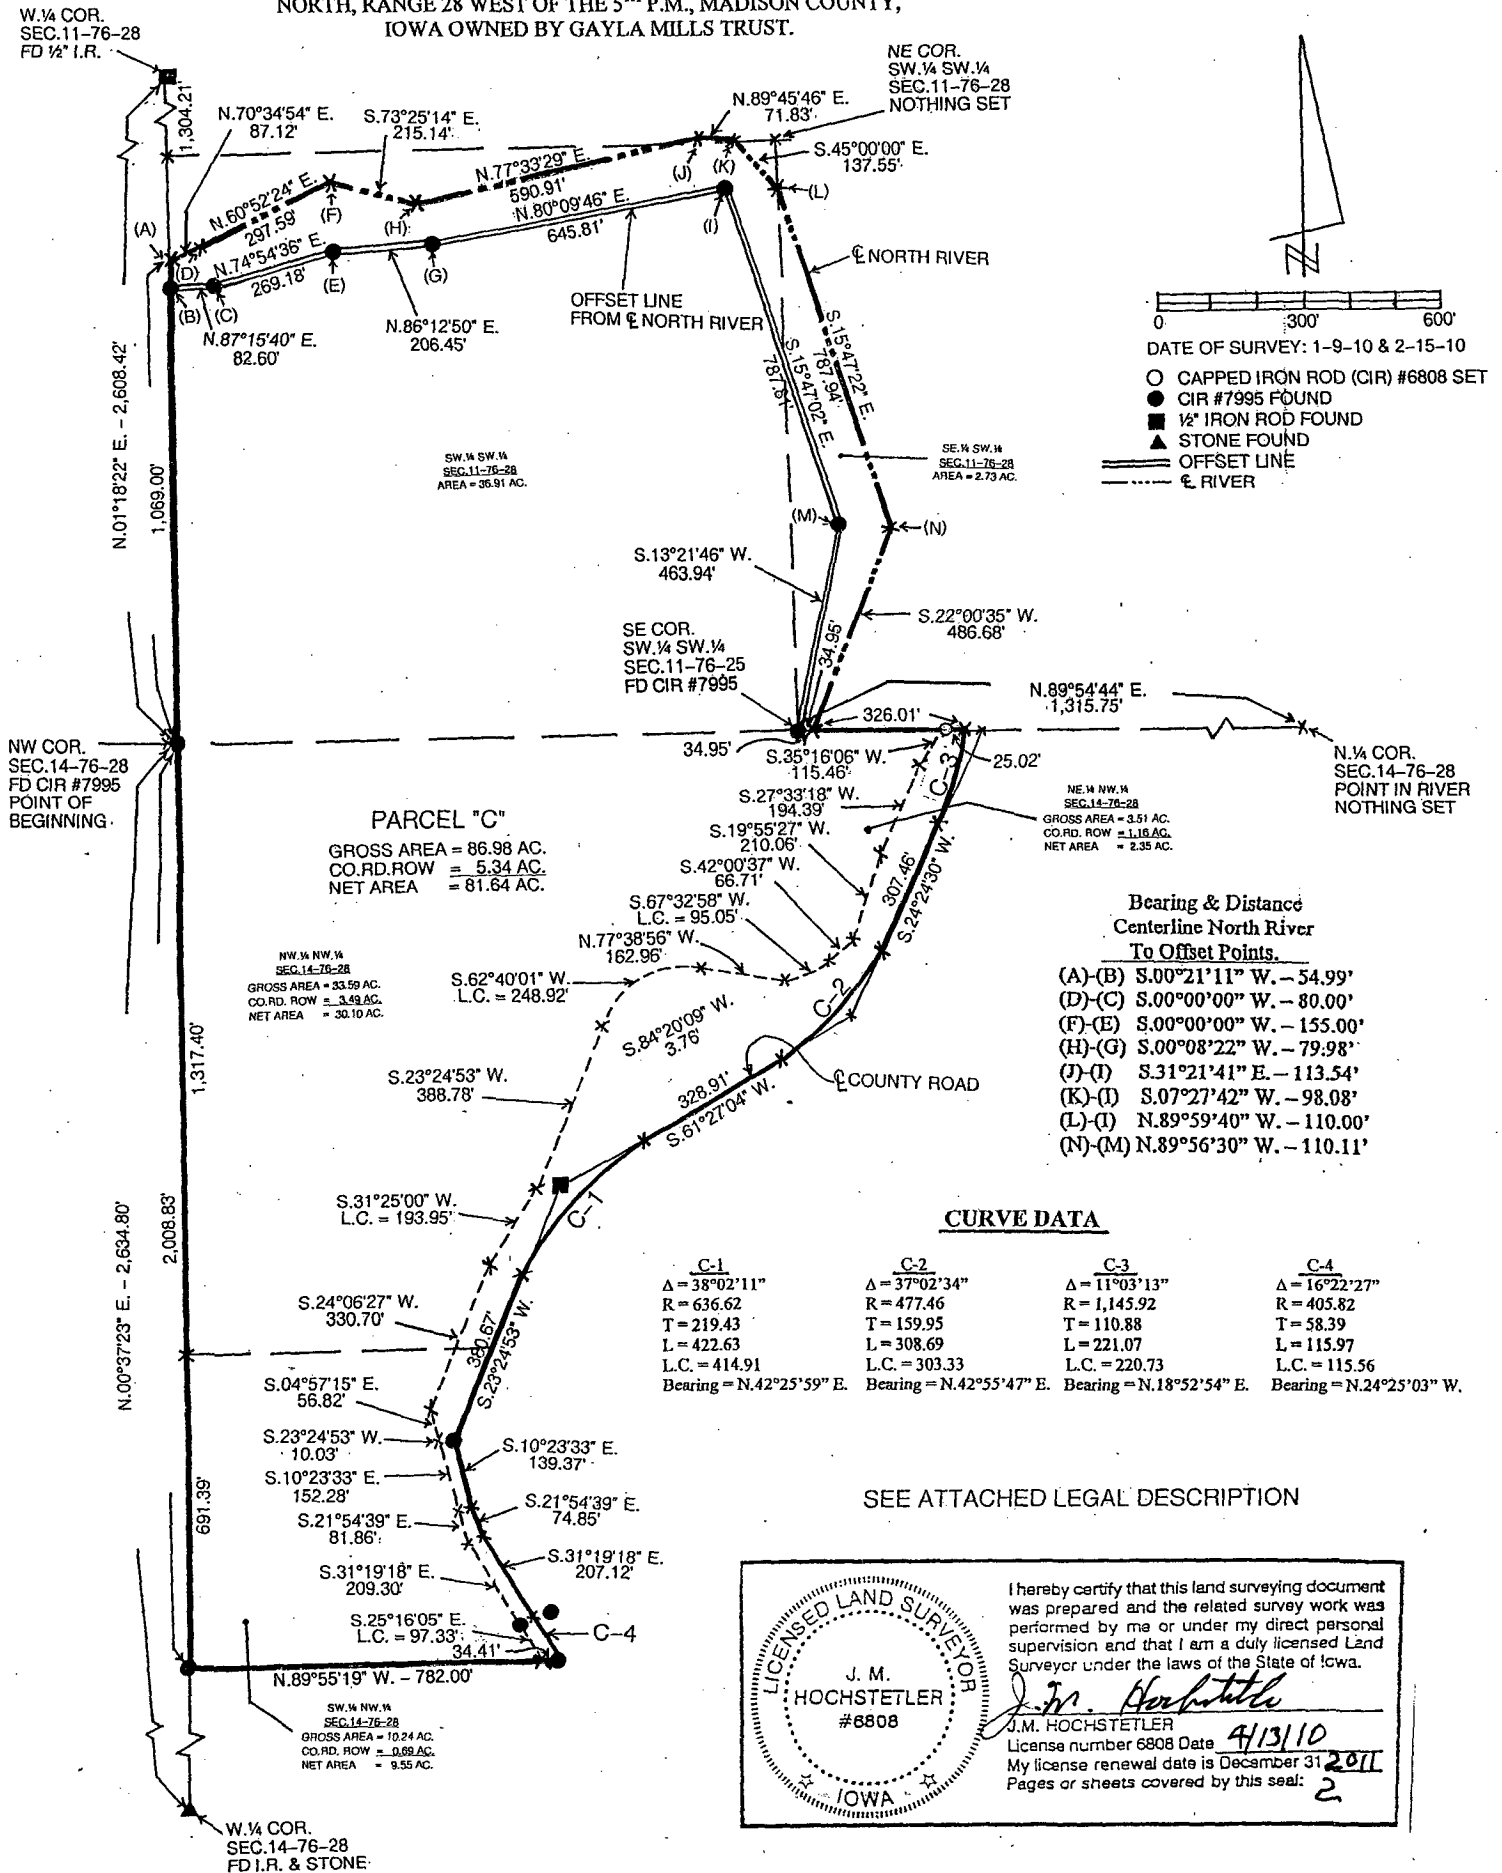 NORTH, RANGE 28 WEST OF THE 5TH P.M., MADISON COUNTY,
IOWA OWNED BY GAYLA MILLS TRUST.
W.¼ COR.
SEC.11-76-28
FD ½" I.R.
NE COR.
SW.¼ SW.¼
SEC.11-76-28
NOTHING SET
1,304.21'
N.70°34'54" E.
87.12'
S.73°25'14" E.
215.14'
N.89°45'46" E.
71.83'
S.45°00'00" E.
137.55'
N.60°52'24" E.
297.59'
N.77°33'29" E.
590.91'
N.80°09'46" E.
645.81'
N.74°54'36" E.
269.18'
(A)
(D)
(F)
(H)
(J)
(K)
(L)
(I)
(B)
(C)
(E)
(G)
N.87°15'40" E.
82.60'
N.86°12'50" E.
206.45'
OFFSET LINE
FROM ℄ NORTH RIVER
℄ NORTH RIVER
0 300' 600'
DATE OF SURVEY: 1-9-10 & 2-15-10
CAPPED IRON ROD (CIR) #6808 SET
CIR #7995 FOUND
½" IRON ROD FOUND
STONE FOUND
OFFSET LINE
℄ RIVER
N.01°18'22" E. - 2,608.42'
1,069.00'
S.15°47'22" E.
787.94'
S.15°47'02" E.
787.81'
SW.¼ SW.¼
SEC.11-76-28
AREA = 36.91 AC.
SE.¼ SW.¼
SEC.11-76-28
AREA = 2.73 AC.
(M)
(N)
S.13°21'46" W.
463.94'
S.22°00'35" W.
486.68'
34.95'
SE COR.
SW.¼ SW.¼
SEC.11-76-25
FD CIR #7995
N.89°54'44" E.
1,315.75'
326.01'
34.95'
25.02'
NW COR.
SEC.14-76-28
FD CIR #7995
POINT OF
BEGINNING
N.¼ COR.
SEC.14-76-28
POINT IN RIVER
NOTHING SET
S.35°16'06" W.
115.46'
C-3
S.27°33'18" W.
194.39'
NE.¼ NW.¼
SEC.14-76-28
GROSS AREA = 3.51 AC.
CO.RD. ROW = 1.16 AC.
NET AREA = 2.35 AC.
PARCEL "C"
GROSS AREA = 86.98 AC.
CO.RD.ROW = 5.34 AC.
NET AREA = 81.64 AC.
S.19°55'27" W.
210.06'
S.42°00'37" W.
66.71'
S.67°32'58" W.
L.C. = 95.05'
307.46'
S.24°24'30" W.
N.77°38'56" W.
162.96'
S.62°40'01" W.
L.C. = 248.92'
NW.¼ NW.¼
SEC.14-76-28
GROSS AREA = 33.59 AC.
CO.RD. ROW = 3.49 AC.
NET AREA = 30.10 AC.
C-2
S.84°20'09" W.
3.76'
Bearing & Distance
Centerline North River
To Offset Points.
(A)-(B) S.00°21'11" W. – 54.99'
(D)-(C) S.00°00'00" W. – 80.00'
(F)-(E) S.00°00'00" W. – 155.00'
(H)-(G) S.00°08'22" W. – 79.98'
(J)-(I) S.31°21'41" E. – 113.54'
(K)-(I) S.07°27'42" W. – 98.08'
(L)-(I) N.89°59'40" W. – 110.00'
(N)-(M) N.89°56'30" W. – 110.11'
1,317.40'
S.23°24'53" W.
388.78'
℄ COUNTY ROAD
328.91'
S.61°27'04" W.
S.31°25'00" W.
L.C. = 193.95'
C-1
N.00°37'23" E. - 2,634.80'
2,008.83'
CURVE DATA
C-1 C-2 C-3 C-4
Δ = 38°02'11" Δ = 37°02'34" Δ = 11°03'13" Δ = 16°22'27"
R = 636.62 R = 477.46 R = 1,145.92 R = 405.82
T = 219.43 T = 159.95 T = 110.88 T = 58.39
L = 422.63 L = 308.69 L = 221.07 L = 115.97
L.C. = 414.91 L.C. = 303.33 L.C. = 220.73 L.C. = 115.56
Bearing = N.42°25'59" E. Bearing = N.42°55'47" E. Bearing = N.18°52'54" E. Bearing = N.24°25'03" W.
S.24°06'27" W.
330.70'
380.67'
S.23°24'53" W.
S.04°57'15" E.
56.82'
S.23°24'53" W.
10.03'
S.10°23'33" E.
139.37'
S.10°23'33" E.
152.28'
S.21°54'39" E.
74.85'
S.21°54'39" E.
81.86'
691.39'
S.31°19'18" E.
207.12'
S.31°19'18" E.
209.30'
S.25°16'05" E.
L.C. = 97.33'
34.41'
C-4
N.89°55'19" W. - 782.00'
SW.¼ NW.¼
SEC.14-76-28
GROSS AREA = 10.24 AC.
CO.RD. ROW = 0.69 AC.
NET AREA = 9.55 AC.
W.¼ COR.
SEC.14-76-28
FD I.R. & STONE
SEE ATTACHED LEGAL DESCRIPTION
LICENSED LAND SURVEYOR
J. M.
HOCHSTETLER
#6808
IOWA
I hereby certify that this land surveying document
was prepared and the related survey work was
performed by me or under my direct personal
supervision and that I am a duly licensed Land
Surveyor under the laws of the State of Iowa.
J. M. Hochstetler
J.M. HOCHSTETLER
License number 6808 Date 4/13/10
My license renewal date is December 31 2011
Pages or sheets covered by this seal: 2